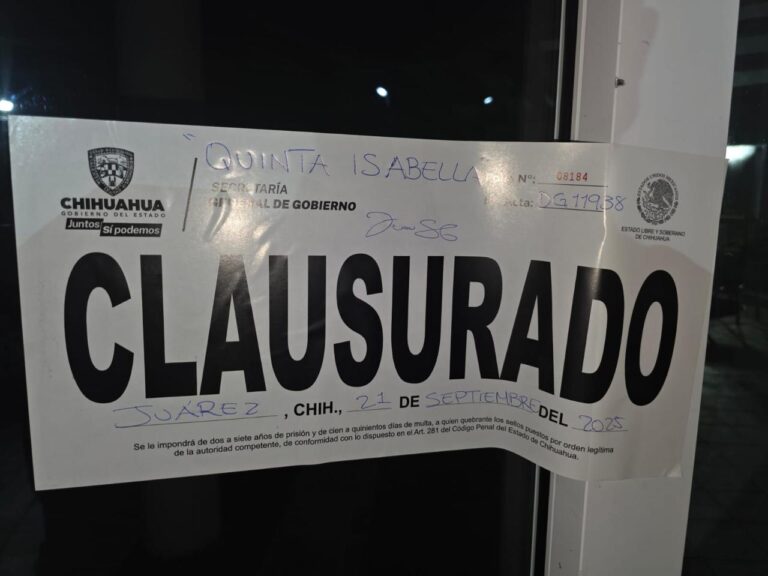 "QUINTA ISABELLA
CHIHUAHUA
GOBIERNO DEL ESTADO
Juntos Sí podemos
SECRETARÍA
GENERAL DE GOBIERNO
Nº: 08184
Acta: DG11938
ESTADO LIBRE Y SOBERANO
DE CHIHUAHUA
CLAUSURADO
JUÁREZ, CHIH., 21 DE SEPTIEMBRE DEL 2025
Se le impondrá de dos a siete años de prisión y de cien a quinientos días de multa, a quien quebrante los sellos puestos por orden legítima
de la autoridad competente, de conformidad con lo dispuesto en el Art. 281 del Código Penal del Estado de Chihuahua.